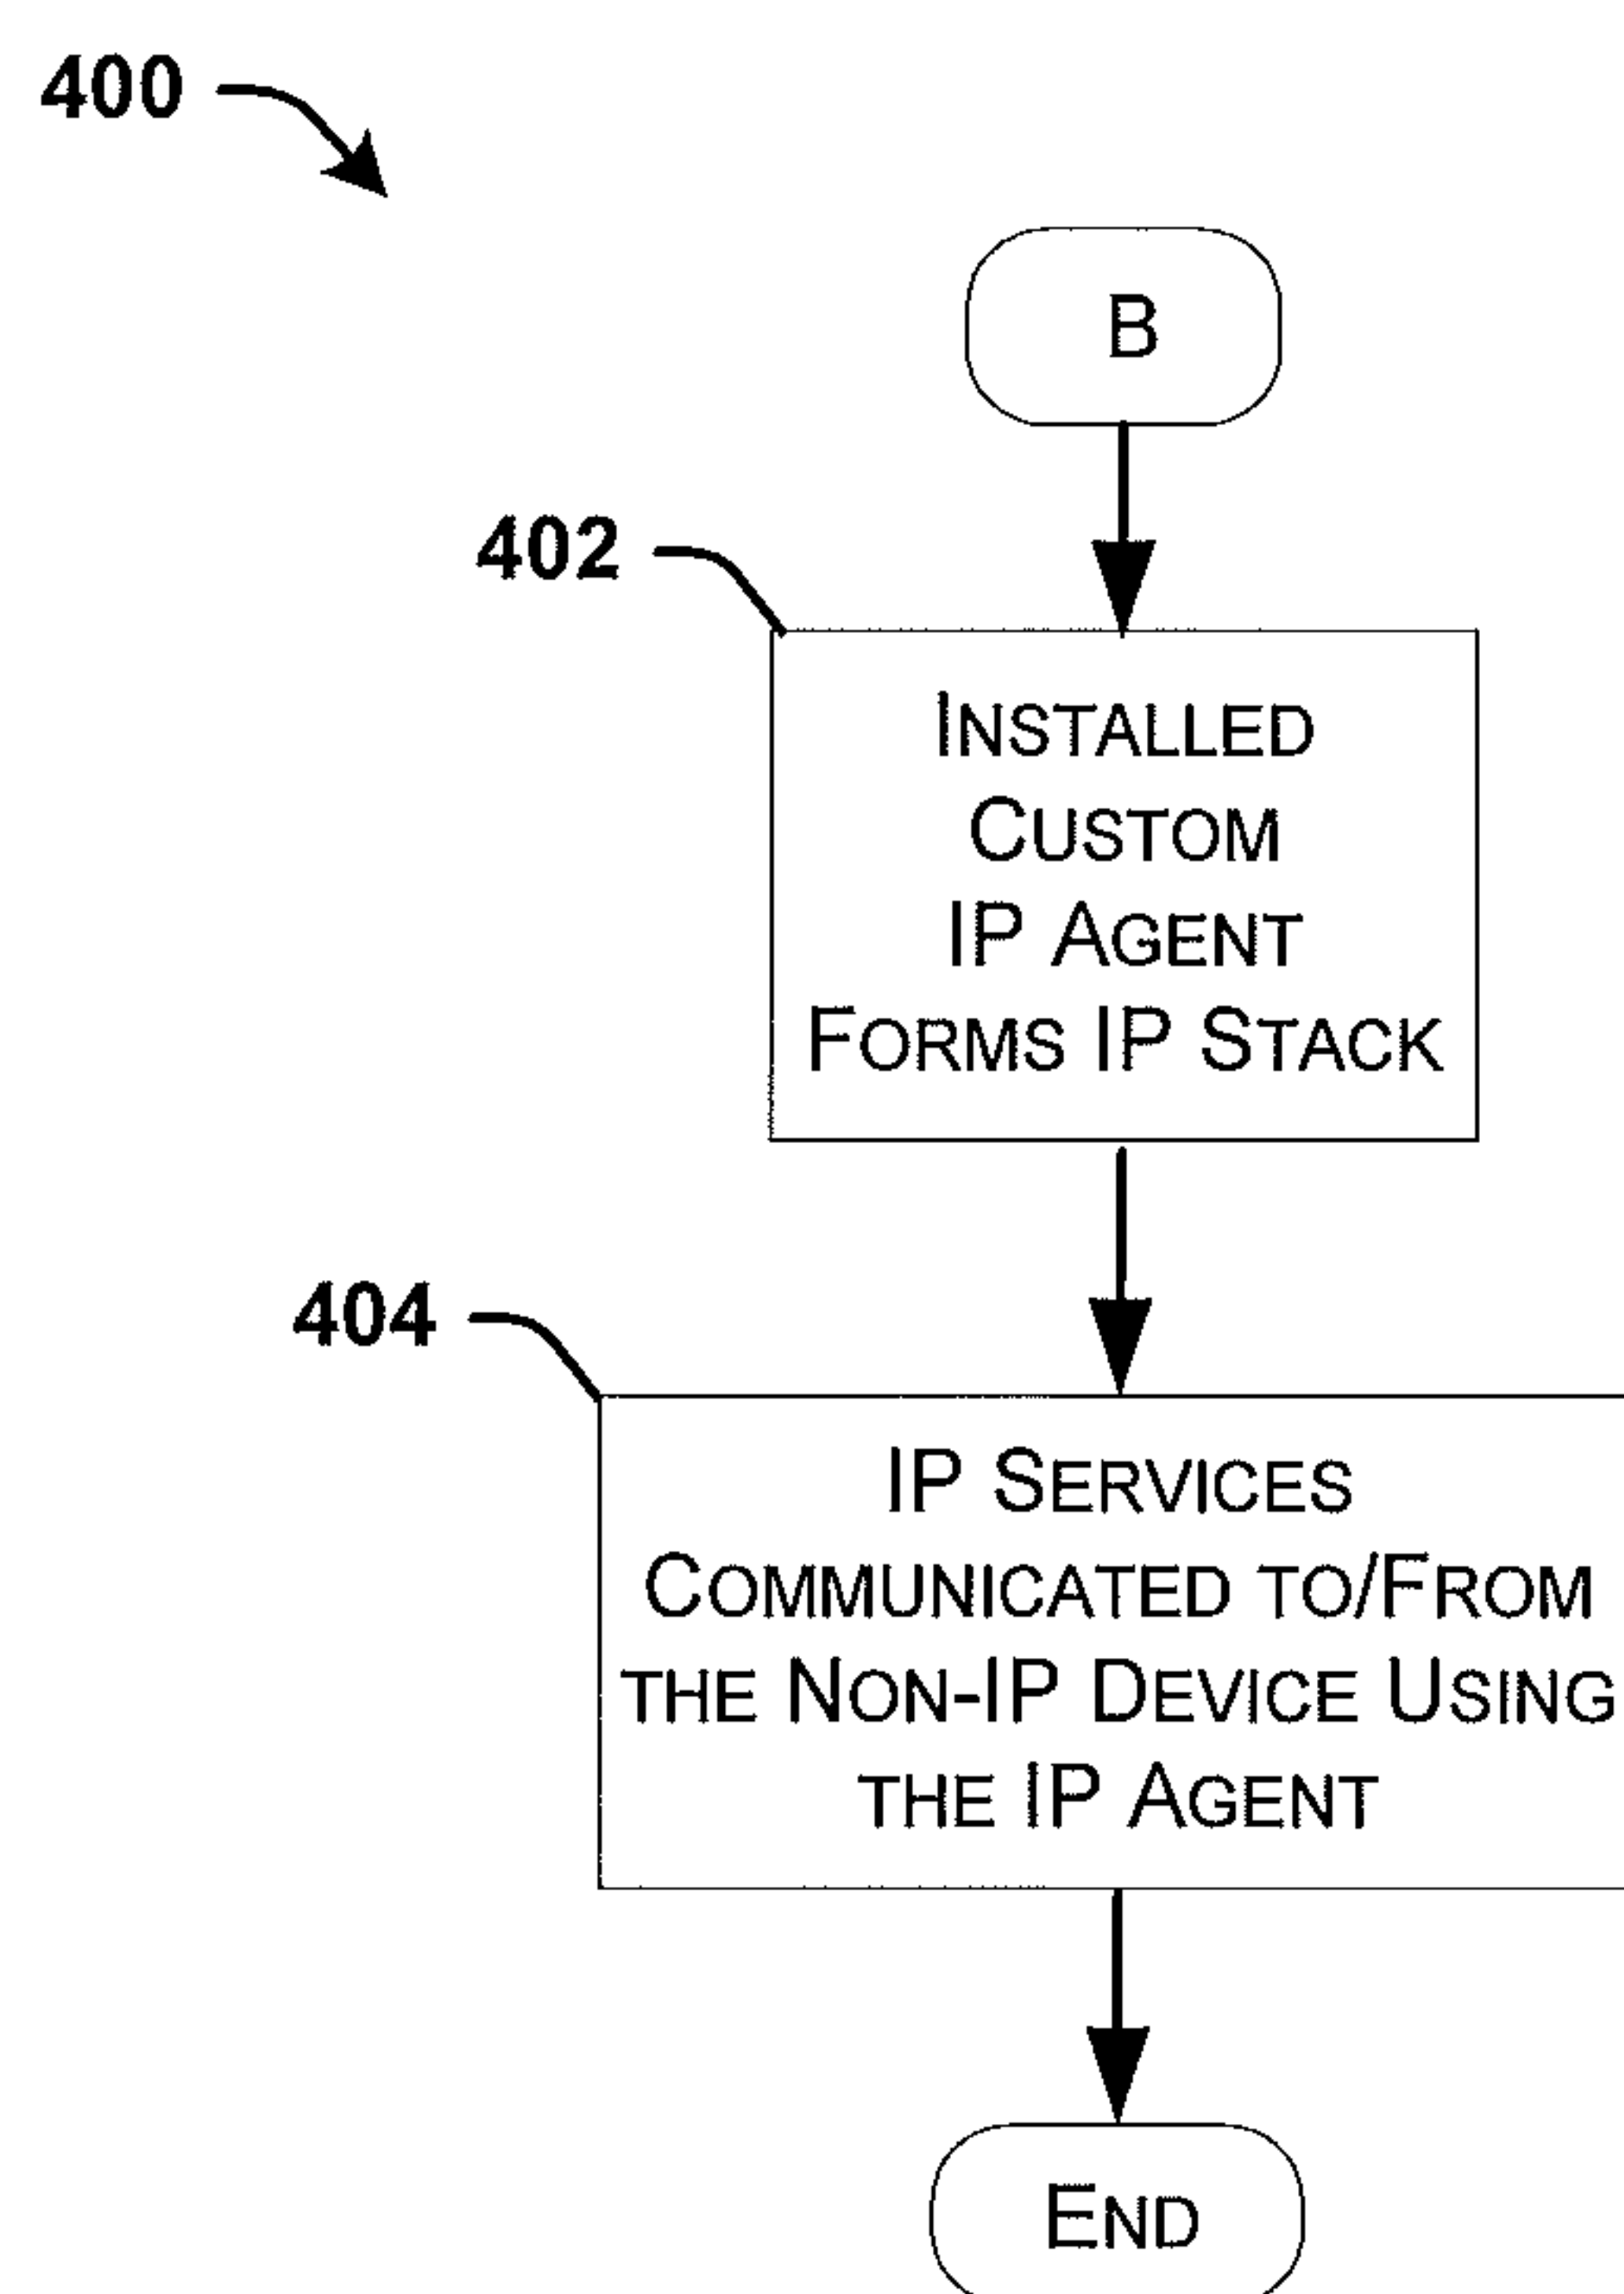 400
B
402
INSTALLED
CUSTOM
IP AGENT
FORMS IP STACK
404
IP SERVICES
COMMUNICATED TO/FROM
THE NON-IP DEVICE USING
THE IP AGENT
END